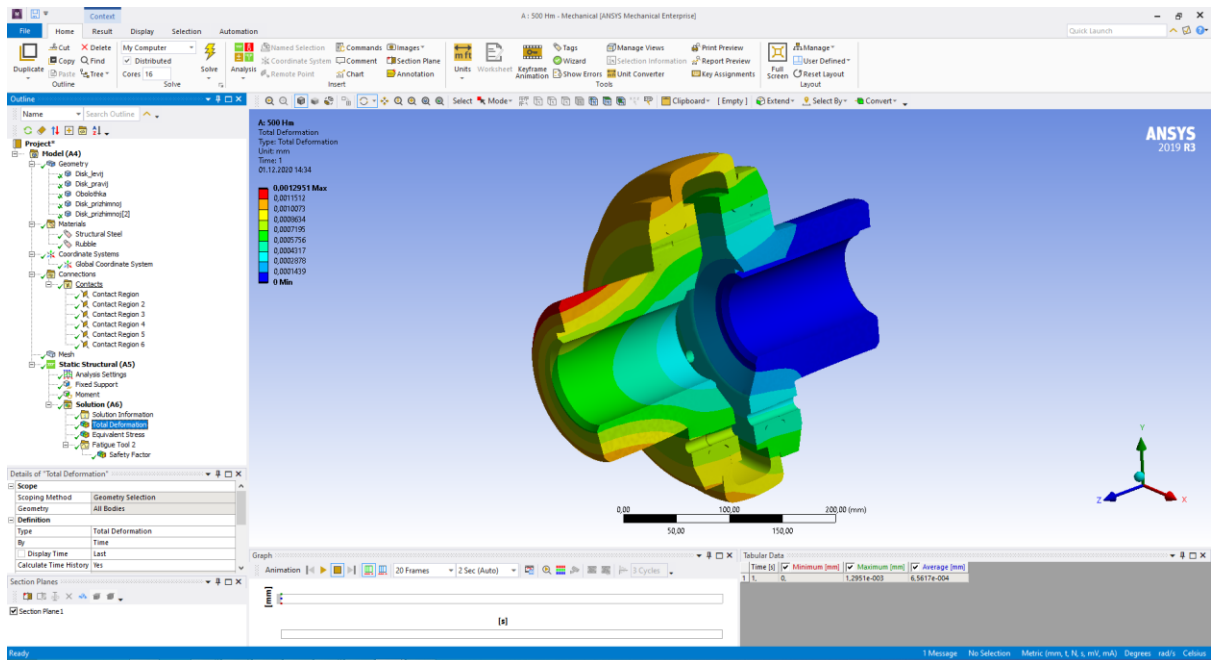 Context
A : 500 Hm - Mechanical [ANSYS Mechanical Enterprise]
File Home Result Display Selection Automation
Quick Launch
Duplicate
Cut
Copy
Paste
Delete
Find
Tree
Outline
My Computer
Distributed
Cores 16
Solve
Solve
Analysis
Named Selection
Coordinate System
Remote Point
Commands
Comment
Chart
Images
Section Plane
Annotation
Insert
Units
Worksheet
Keyframe Animation
Tags
Wizard
Show Errors
Manage Views
Selection Information
Unit Converter
Print Preview
Report Preview
Key Assignments
Tools
Full Screen
Manage
User Defined
Reset Layout
Layout
Outline
Name Search Outline
Select Mode Clipboard [Empty] Extend Select By Convert
Project*
Model (A4)
Geometry
Disk_levij
Disk_pravij
Obolothka
Disk_prizhimnoj
Disk_prizhimnoj[2]
Materials
Structural Steel
Rubble
Coordinate Systems
Global Coordinate System
Connections
Contacts
Contact Region
Contact Region 2
Contact Region 3
Contact Region 4
Contact Region 5
Contact Region 6
Mesh
Static Structural (A5)
Analysis Settings
Fixed Support
Moment
Solution (A6)
Solution Information
Total Deformation
Equivalent Stress
Fatigue Tool 2
Safety Factor
A: 500 Hm
Total Deformation
Type: Total Deformation
Unit: mm
Time: 1
01.12.2020 14:34
0,0012951 Max
0,0011512
0,0010073
0,0008634
0,0007195
0,0005756
0,0004317
0,0002878
0,0001439
0 Min
ANSYS
2019 R3
0,00 100,00 200,00 (mm)
50,00 150,00
Y
Z
X
Details of "Total Deformation"
Scope
Scoping Method Geometry Selection
Geometry All Bodies
Definition
Type Total Deformation
By Time
Display Time Last
Calculate Time History Yes
Section Planes
Section Plane 1
Graph
Animation 20 Frames 2 Sec (Auto) 3 Cycles
[mm]
[s]
Tabular Data
Time [s] Minimum [mm] Maximum [mm] Average [mm]
1 1, 0, 1,2951e-003 6,5617e-004
Ready
1 Message No Selection Metric (mm, t, N, s, mV, mA) Degrees rad/s Celsius